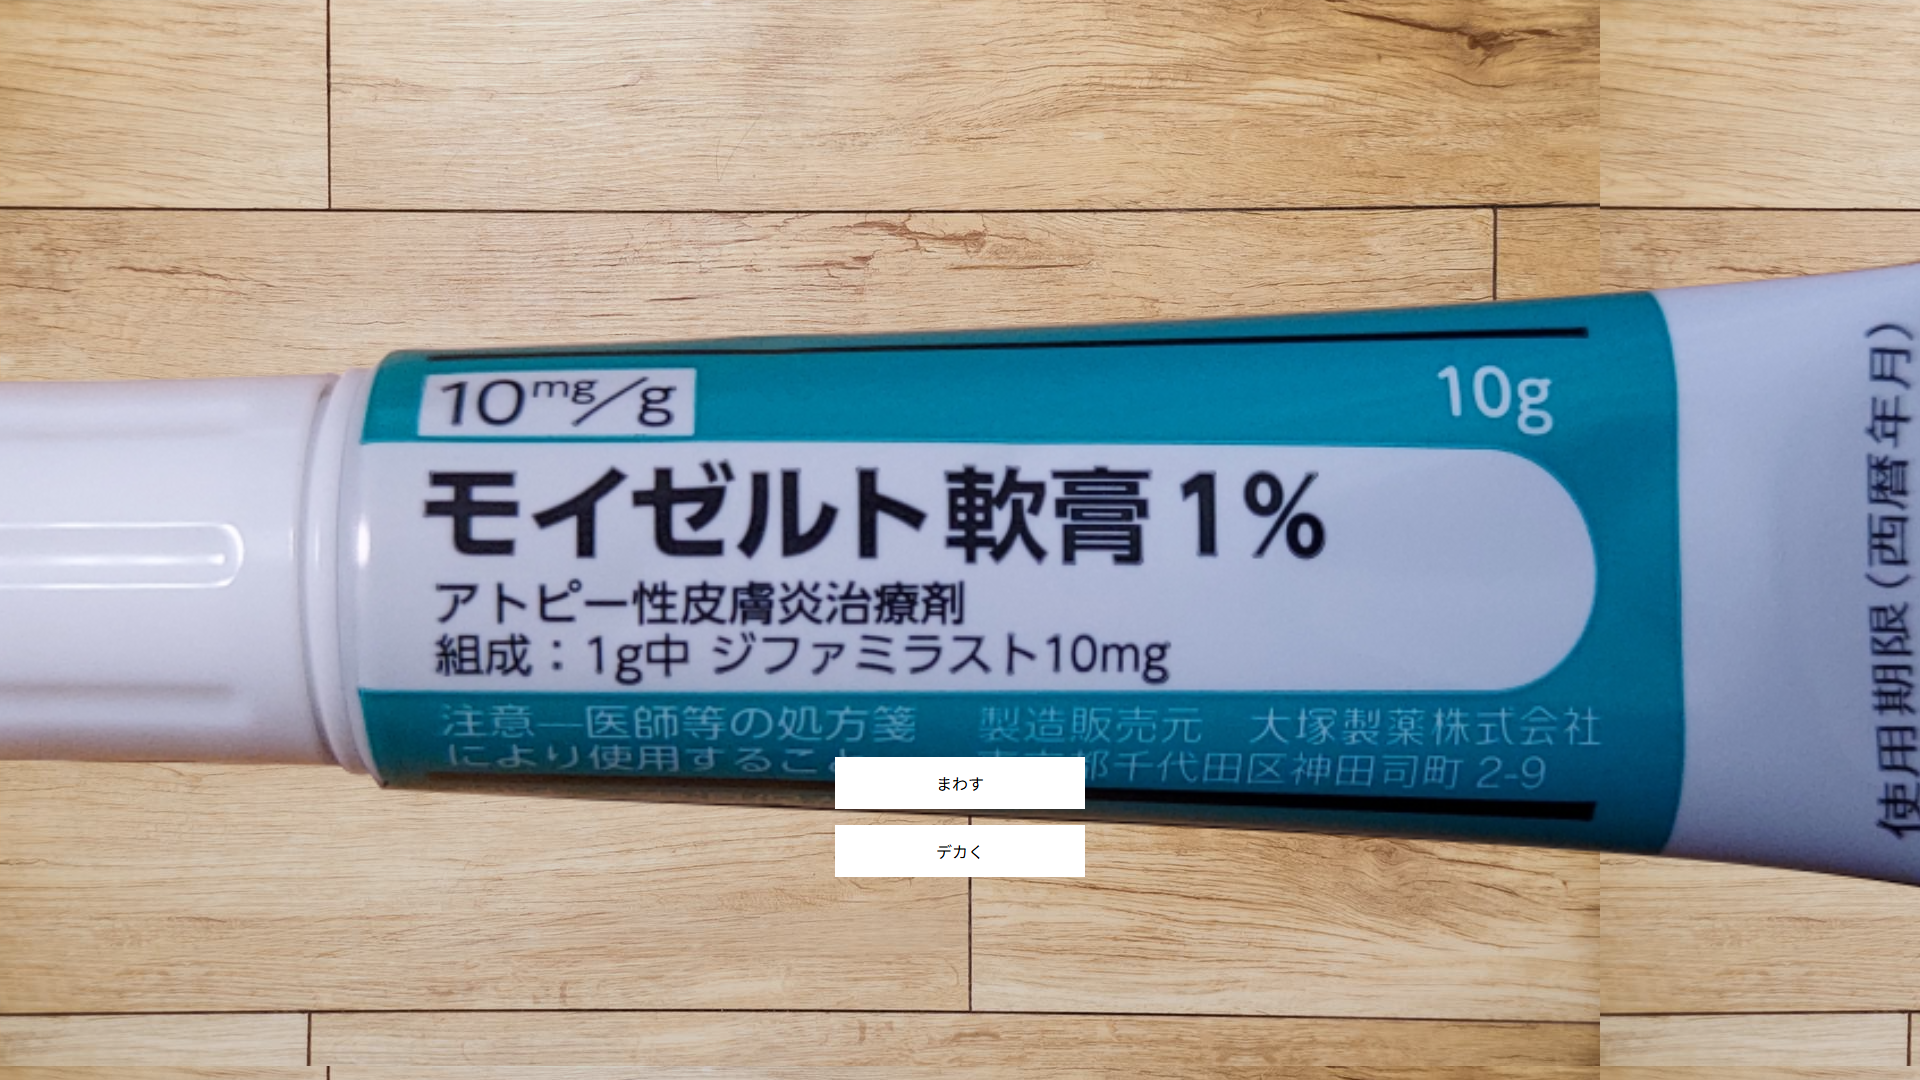 10mg/g
10g
モイゼルト軟膏1%
アトピー性皮膚炎治療剤
組成：1g中 ジファミラスト10mg
注意—医師等の処方箋
により使用すること
製造販売元 大塚製薬株式会社
都千代田区神田司町 2-9
使用期限(西暦年月)
まわす
デカく